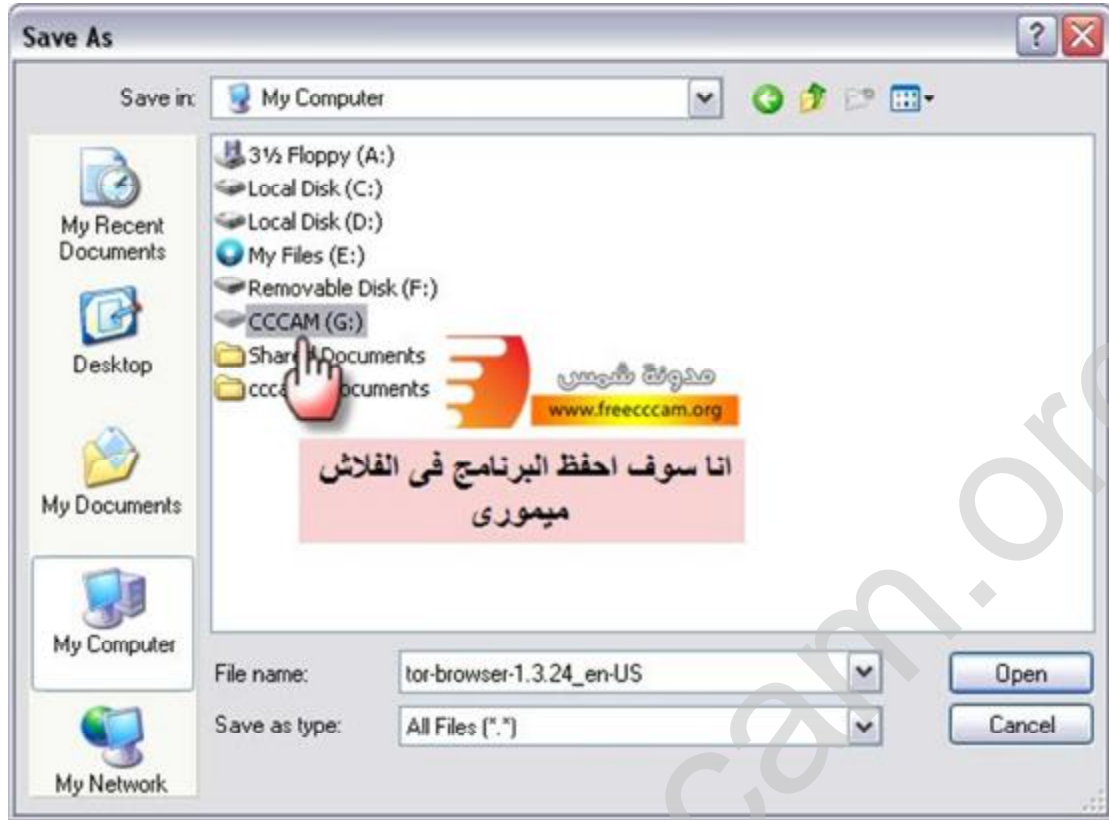 Save As
Save in:
My Computer
3½ Floppy (A:)
Local Disk (C:)
Local Disk (D:)
My Files (E:)
Removable Disk (F:)
CCCAM (G:)
Documents
Documents
My Recent
Documents
Desktop
My Documents
My Computer
My Network
مدونة شمس
www.freecccam.org
انا سوف احفظ البرنامج فى الفلاش
ميمورى
File name:
tor-browser-1.3.24_en-US
Open
Save as type:
All Files (*.*)
Cancel
cam.org